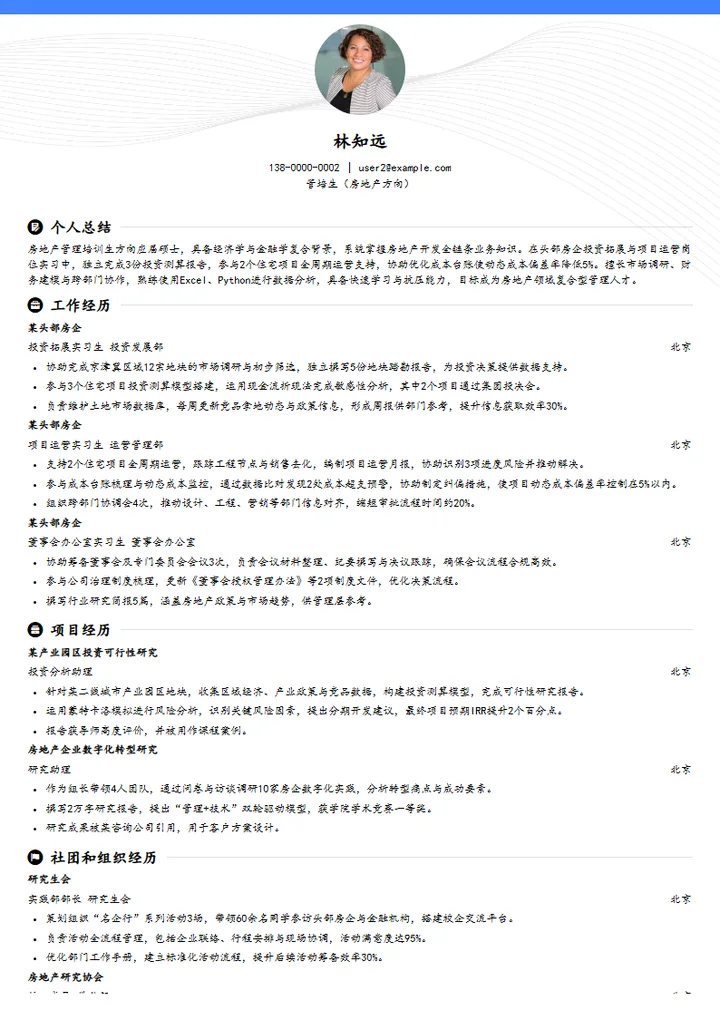 林知远
138-0000-0002 | user2@example.com
管培生（房地产方向）
个人总结
房地产管理培训生方向应届硕士，具备经济学与金融学复合背景，系统掌握房地产开发全链条业务知识。在头部房企投资拓展与项目运营岗
位实习中，独立完成3份投资测算报告，参与2个住宅项目全周期运营支持，协助优化成本台账使动态成本偏差率降低5%。擅长市场调研、财
务建模与跨部门协作，熟练使用Excel、Python进行数据分析，具备快速学习与抗压能力，目标成为房地产领域复合型管理人才。
工作经历
某头部房企
投资拓展实习生 投资发展部 北京
• 协助完成京津冀区域12宗地块的市场调研与初步筛选，独立撰写5份地块踏勘报告，为投资决策提供数据支持。
• 参与3个住宅项目投资测算模型搭建，运用现金流折现法完成敏感性分析，其中2个项目通过集团投决会。
• 负责维护土地市场数据库，每周更新竞品拿地动态与政策信息，形成周报供部门参考，提升信息获取效率30%。
某头部房企
项目运营实习生 运营管理部 北京
• 支持2个住宅项目全周期运营，跟踪工程节点与销售去化，编制项目运营月报，协助识别3项进度风险并推动解决。
• 参与成本台账梳理与动态成本监控，通过数据比对发现2处成本超支预警，协助制定纠偏措施，使项目动态成本偏差率控制在5%以内。
• 组织跨部门协调会4次，推动设计、工程、营销等部门信息对齐，缩短审批流程时间约20%。
某头部房企
董事会办公室实习生 董事会办公室 北京
• 协助筹备董事会及专门委员会会议3次，负责会议材料整理、纪要撰写与决议跟踪，确保会议流程合规高效。
• 参与公司治理制度梳理，更新《董事会授权管理办法》等2项制度文件，优化决策流程。
• 撰写行业研究简报5篇，涵盖房地产政策与市场趋势，供管理层参考。
项目经历
某产业园区投资可行性研究
投资分析助理 北京
• 针对某二线城市产业园区地块，收集区域经济、产业政策与竞品数据，构建投资测算模型，完成可行性研究报告。
• 运用蒙特卡洛模拟进行风险分析，识别关键风险因素，提出分期开发建议，最终项目预期IRR提升2个百分点。
• 报告获导师高度评价，并被用作课程案例。
房地产企业数字化转型研究
研究助理 北京
• 作为组长带领4人团队，通过问卷与访谈调研10家房企数字化实践，分析转型痛点与成功要素。
• 撰写2万字研究报告，提出“管理+技术”双轮驱动模型，获学院学术竞赛一等奖。
• 研究成果被某咨询公司引用，用于客户方案设计。
社团和组织经历
研究生会
实践部部长 研究生会 北京
• 策划组织“名企行”系列活动3场，带领60余名同学参访头部房企与金融机构，搭建校企交流平台。
• 负责活动全流程管理，包括企业联络、行程安排与现场协调，活动满意度达95%。
• 优化部门工作手册，建立标准化活动流程，提升后续活动筹备效率30%。
房地产研究协会